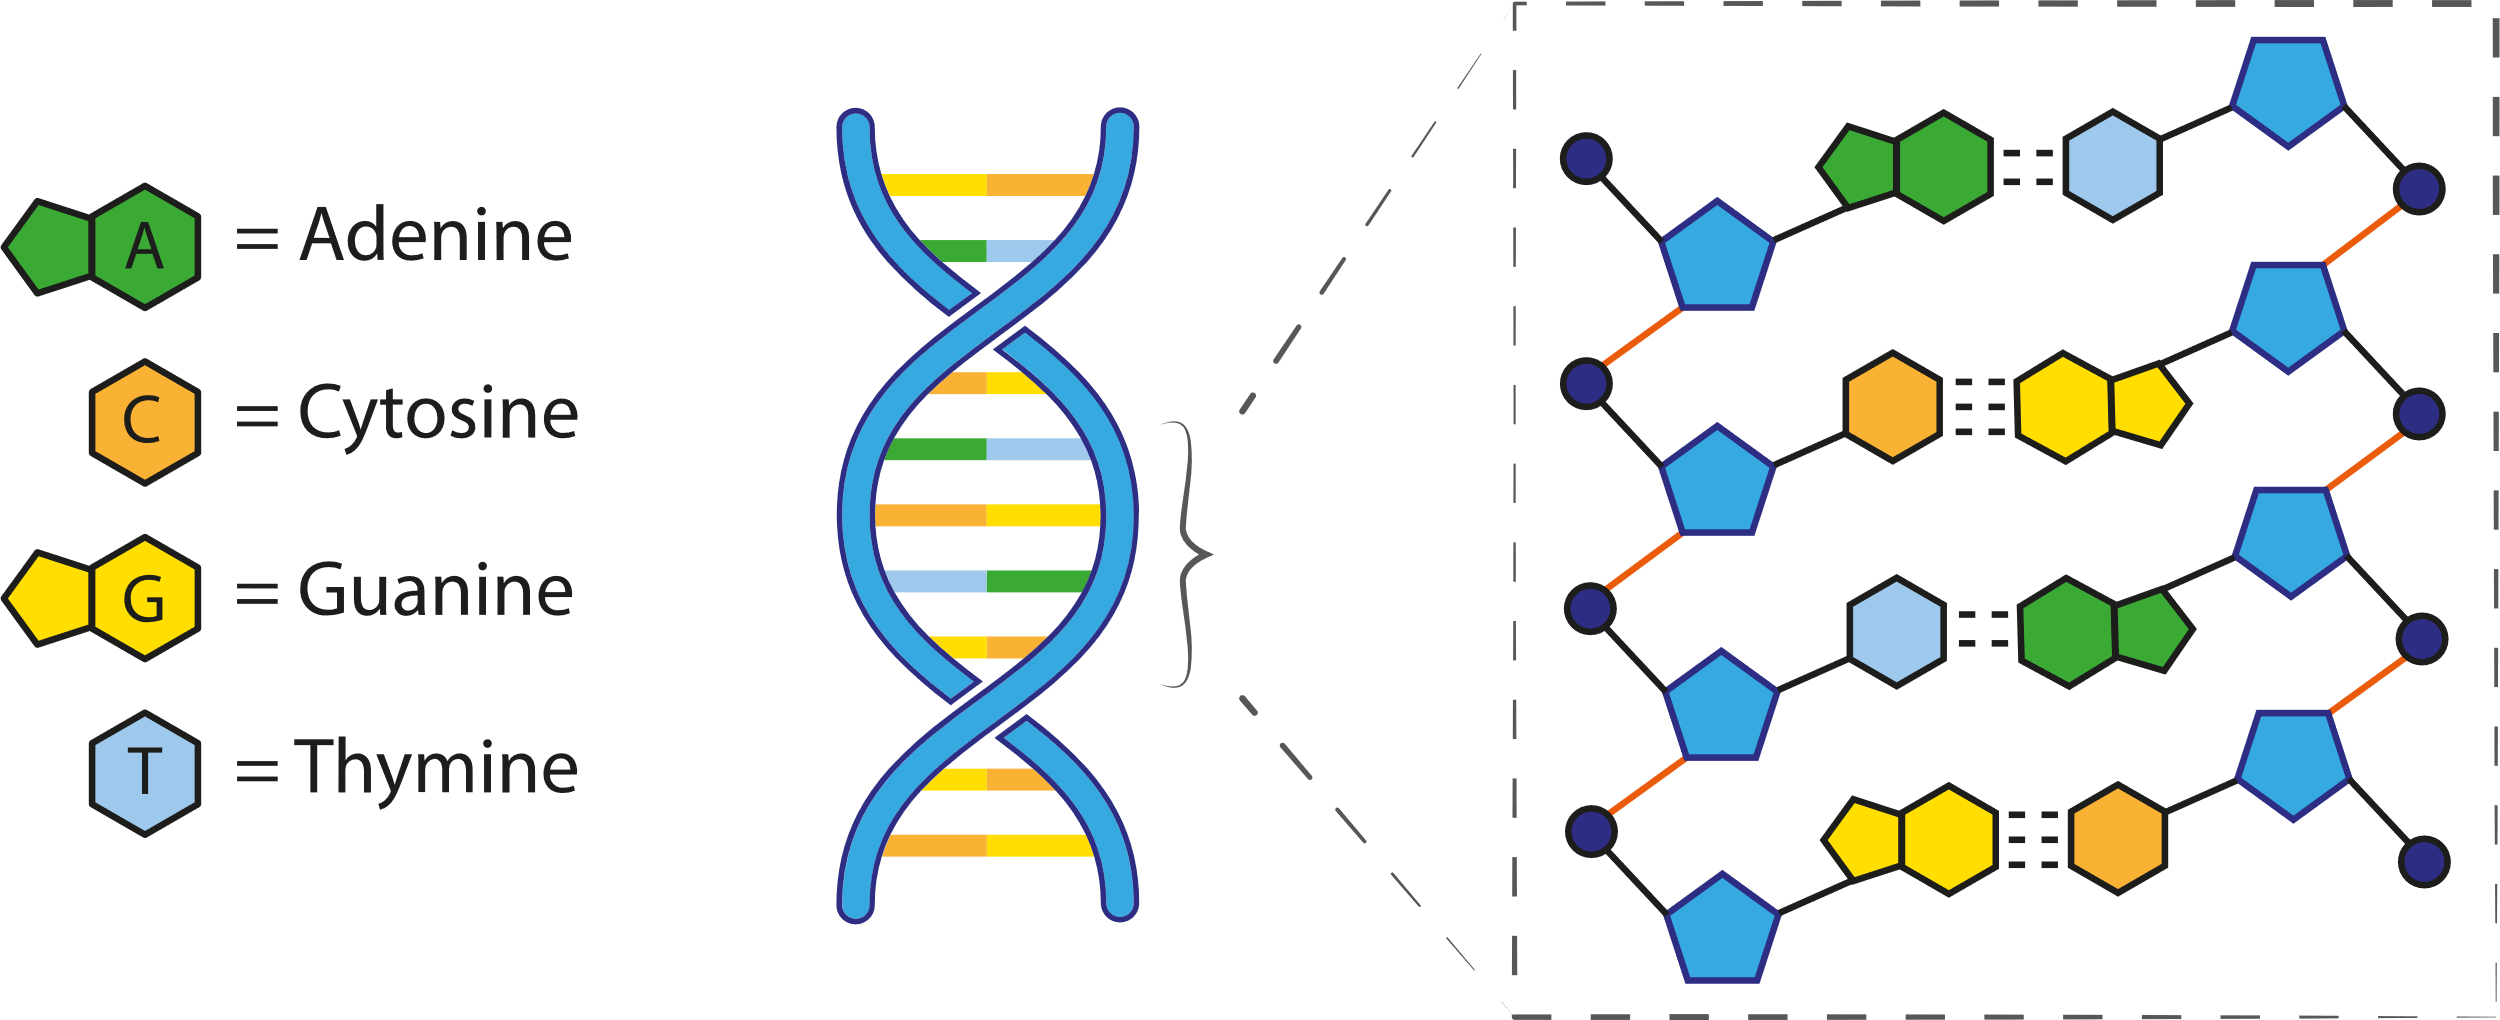 A = Adenine
C = Cytosine
G = Guanine
T = Thymine